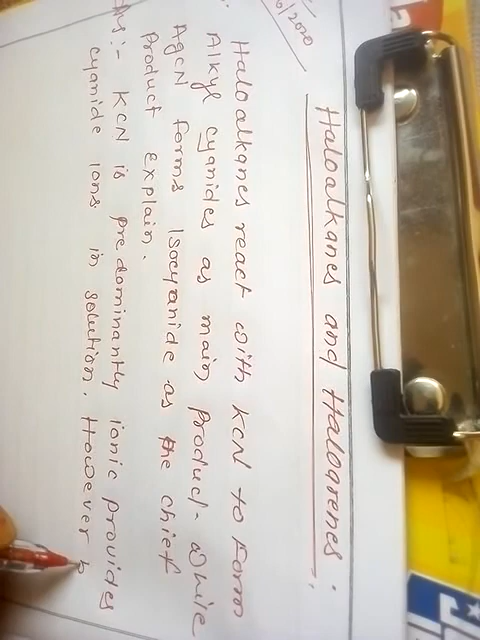 /2020
Haloalkanes and Haloarenes :
Haloalkanes react with KCN to form
Alkyl cyanides as main product. while
AgCN forms Isocyanide as the chief
Product Explain.
Ans :- KCN is predominantly ionic provides
cyanide Ions in solution. However